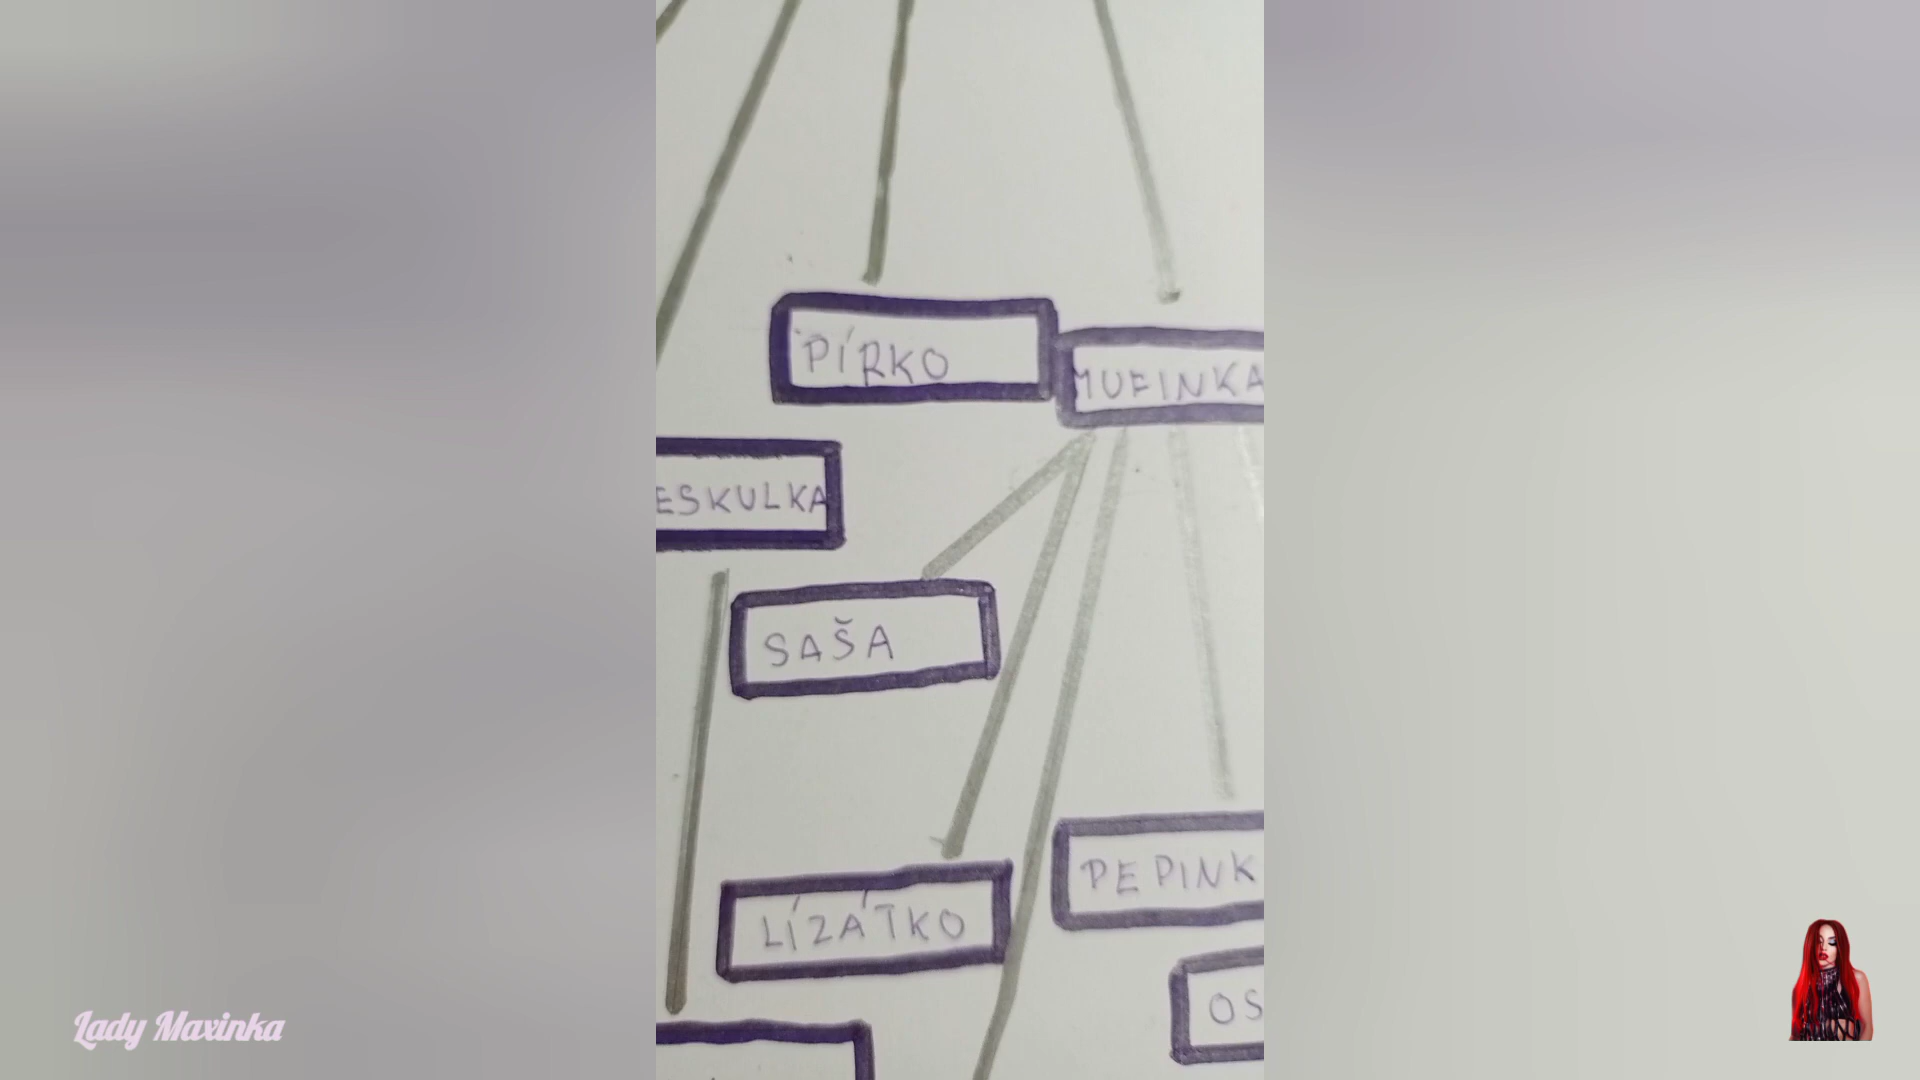 PÍRKO
MUFINKA
ESKULKA
SAŠA
LÍZÁTKO
PEPINK
OS
Lady Maxinka